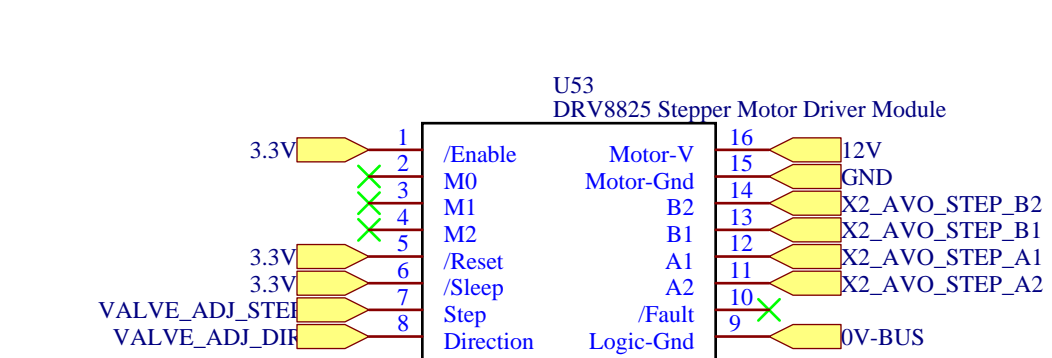 U53
DRV8825 Stepper Motor Driver Module
3.3V 1 /Enable Motor-V 16 12V
2 M0 Motor-Gnd 15 GND
3 M1 B2 14 X2_AVO_STEP_B2
4 M2 B1 13 X2_AVO_STEP_B1
3.3V 5 /Reset A1 12 X2_AVO_STEP_A1
3.3V 6 /Sleep A2 11 X2_AVO_STEP_A2
VALVE_ADJ_STEP 7 Step /Fault 10
VALVE_ADJ_DIR 8 Direction Logic-Gnd 9 0V-BUS